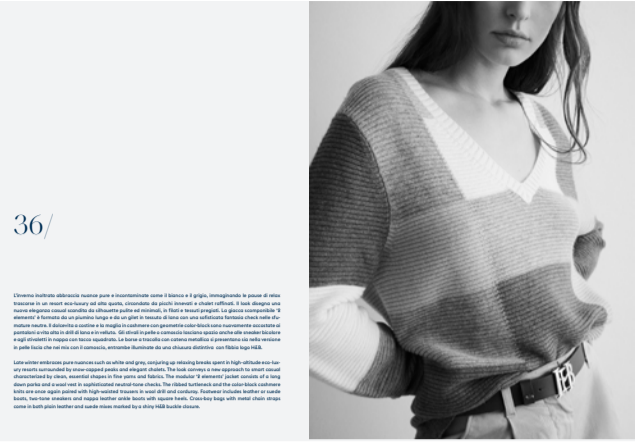 36/
L'inverno inoltrato abbraccia nuance pure e incontaminate come il bianco e il grigio, immaginando le pause di relax
trascorse in un resort eco-luxury ad alta quota, circondato da picchi innevati e chalet raffinati. Il look disegna una
nuova eleganza casual scandita da silhouette pulite ed minimali, in filati e tessuti pregiati. La giacca scomponibile '8
elements' è formata da un piumino lungo e da un gilet in tessuto di lana con una sofisticata fantasia check nelle sfu-
mature neutre. Il dolcevita a costine e la maglia in cashmere con geometrie color-block sono nuovamente accostate ai
pantaloni a vita alta in drill di lana e in velluto. Gli stivali in pelle o camoscio lasciano spazio anche alle sneaker bicolore
e agli stivaletti in nappa con tacco squadrato. Le borse a tracolla con catena metallica si presentano sia nella versione
in pelle liscia che nei mix con il camoscio, entrambe illuminate da una chiusura distintiva con fibbia logo H&B.
Late winter embraces pure nuances such as white and grey, conjuring up relaxing breaks spent in high-altitude eco-lux-
ury resorts surrounded by snow-capped peaks and elegant chalets. The look conveys a new approach to smart casual
characterized by clean, essential shapes in fine yarns and fabrics. The modular '8 elements' jacket consists of a long
down parka and a wool vest in sophisticated neutral-tone checks. The ribbed turtleneck and the color-block cashmere
knits are once again paired with high-waisted trousers in wool drill and corduroy. Footwear includes leather or suede
boots, two-tone sneakers and nappa leather ankle boots with square heels. Cross-boy bags with metal chain straps
come in both plain leather and suede mixes marked by a shiny H&B buckle closure.